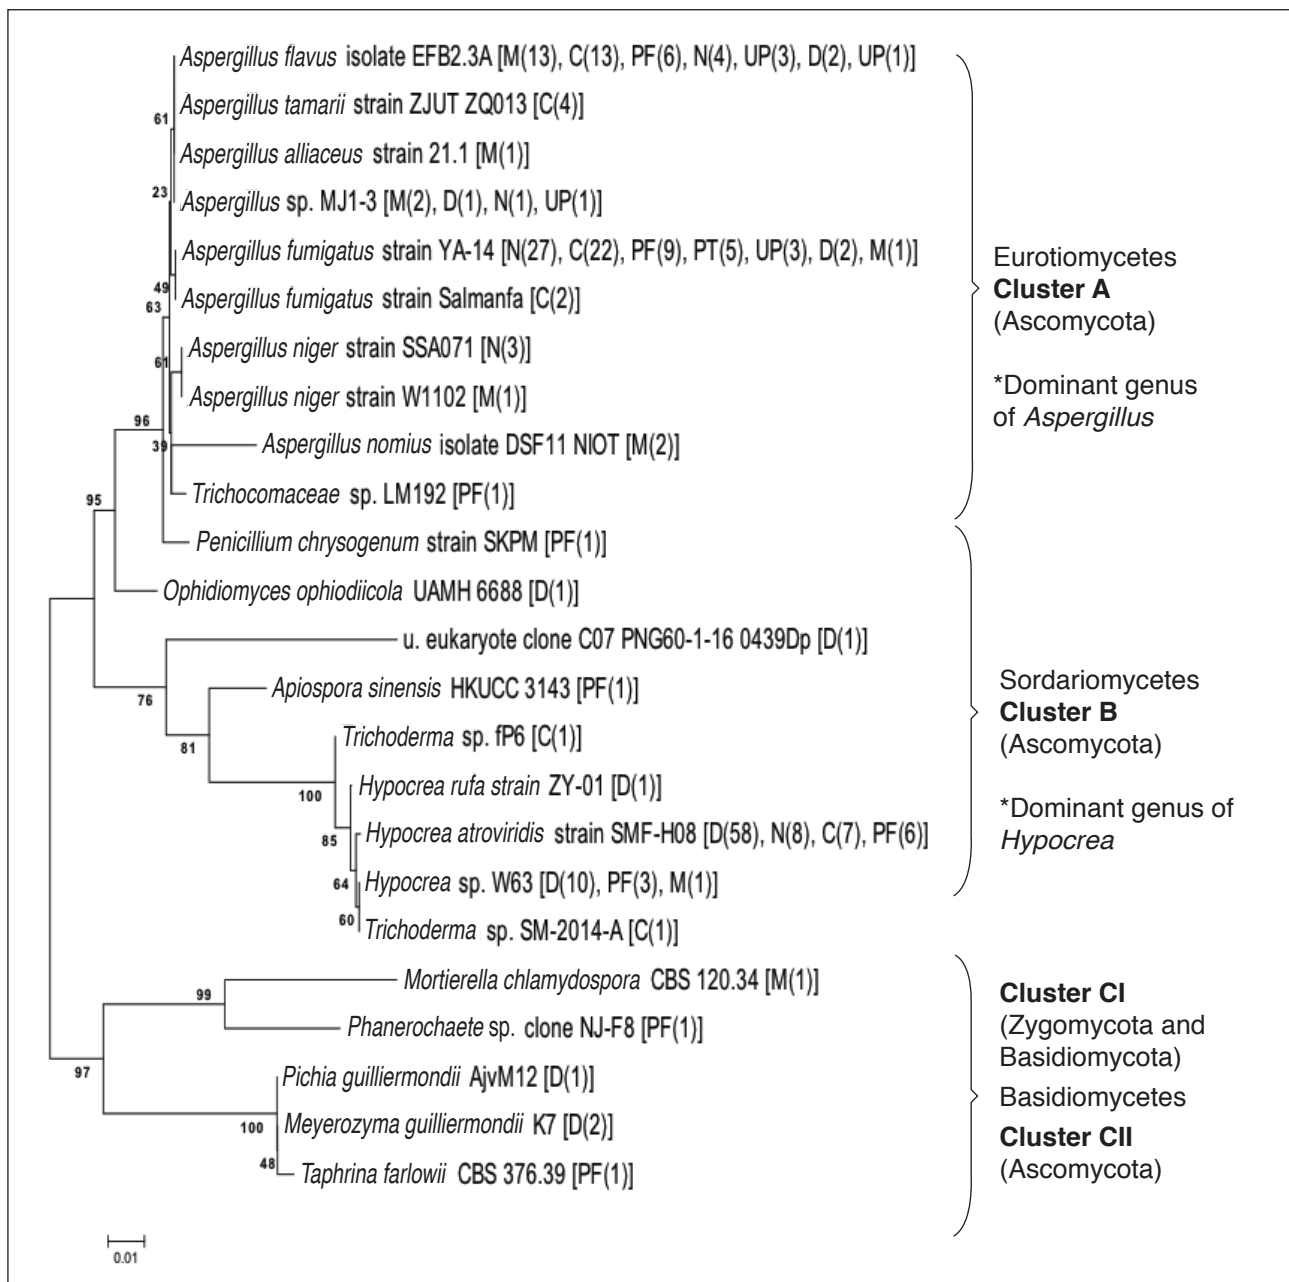 Aspergillus flavus isolate EFB2.3A [M(13), C(13), PF(6), N(4), UP(3), D(2), UP(1)]
Aspergillus tamarii strain ZJUT ZQ013 [C(4)]
61
Aspergillus alliaceus strain 21.1 [M(1)]
23
Aspergillus sp. MJ1-3 [M(2), D(1), N(1), UP(1)]
Aspergillus fumigatus strain YA-14 [N(27), C(22), PF(9), PT(5), UP(3), D(2), M(1)]
49
Aspergillus fumigatus strain Salmanfa [C(2)]
63
Aspergillus niger strain SSA071 [N(3)]
61
Aspergillus niger strain W1102 [M(1)]
96
39
Aspergillus nomius isolate DSF11 NIOT [M(2)]
Trichocomaceae sp. LM192 [PF(1)]
95
Penicillium chrysogenum strain SKPM [PF(1)]
Ophidiomyces ophiodiicola UAMH 6688 [D(1)]
u. eukaryote clone C07 PNG60-1-16 0439Dp [D(1)]
76
Apiospora sinensis HKUCC 3143 [PF(1)]
81
Trichoderma sp. fP6 [C(1)]
100
Hypocrea rufa strain ZY-01 [D(1)]
85
Hypocrea atroviridis strain SMF-H08 [D(58), N(8), C(7), PF(6)]
64
Hypocrea sp. W63 [D(10), PF(3), M(1)]
60
Trichoderma sp. SM-2014-A [C(1)]
Mortierella chlamydospora CBS 120.34 [M(1)]
99
Phanerochaete sp. clone NJ-F8 [PF(1)]
97
Pichia guilliermondii AjvM12 [D(1)]
100
Meyerozyma guilliermondii K7 [D(2)]
48
Taphrina farlowii CBS 376.39 [PF(1)]
0.01
Eurotiomycetes
Cluster A
(Ascomycota)
*Dominant genus
of Aspergillus
Sordariomycetes
Cluster B
(Ascomycota)
*Dominant genus of
Hypocrea
Cluster CI
(Zygomycota and
Basidiomycota)
Basidiomycetes
Cluster CII
(Ascomycota)